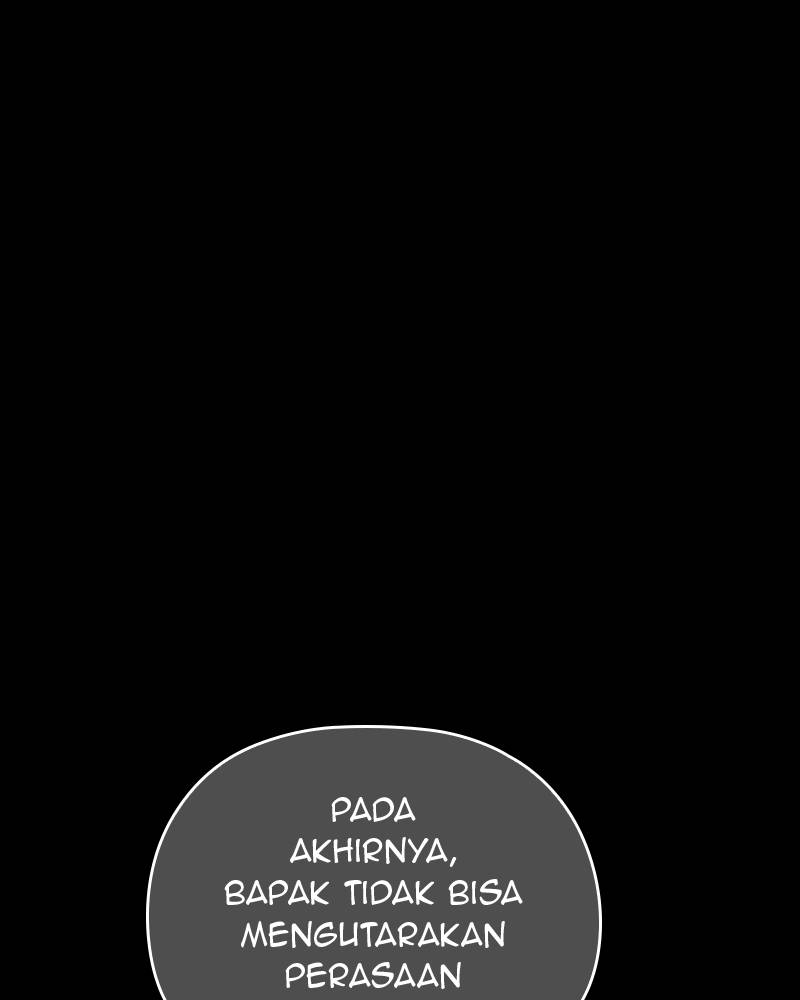 PADA
AKHIRNYA,
BAPAK TIDAK BISA
MENGUTARAKAN
PERASAAN